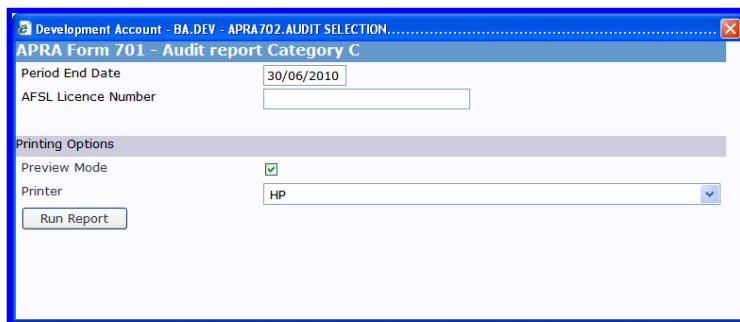 Development Account - BA.DEV - APRA702.AUDIT SELECTION.......................................................................................
APRA Form 701 - Audit report Category C
Period End Date 30/06/2010
AFSL Licence Number
Printing Options
Preview Mode
Printer HP
Run Report